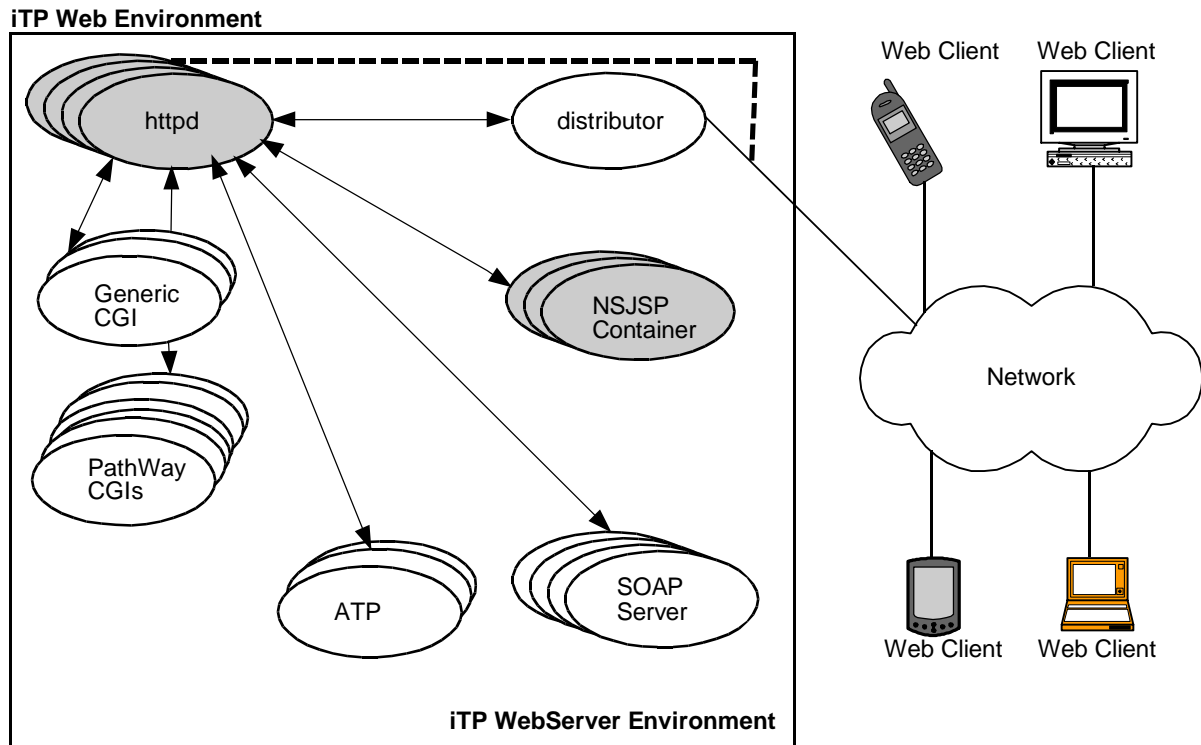 iTP Web Environment
Web Client
Web Client
httpd
distributor
Generic
CGI
NSJSP
Container
Network
PathWay
CGIs
ATP
SOAP
Server
Web Client
Web Client
iTP WebServer Environment